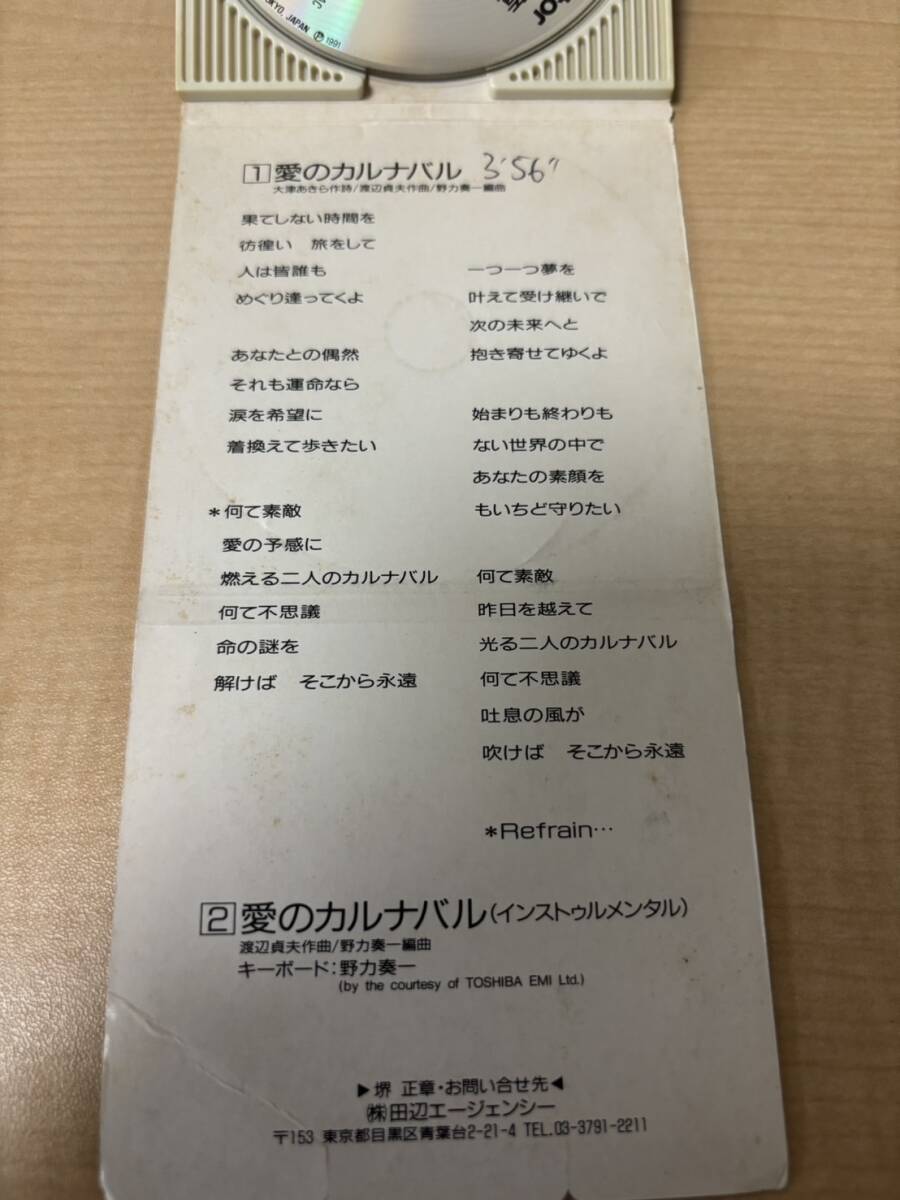 KYO, JAPAN ℗1991
tor
1 愛のカルナバル 3'56"
大津あきら作詩/渡辺貞夫作曲/野力奏一編曲
果てしない時間を
彷徨い 旅をして
人は皆誰も
めぐり逢ってくよ
あなたとの偶然
それも運命なら
涙を希望に
着換えて歩きたい
*何て素敵
愛の予感に
燃える二人のカルナバル
何て不思議
命の謎を
解けば そこから永遠
一つ一つ夢を
叶えて受け継いで
次の未来へと
抱き寄せてゆくよ
始まりも終わりも
ない世界の中で
あなたの素顔を
もいちど守りたい
何て素敵
昨日を越えて
光る二人のカルナバル
何て不思議
吐息の風が
吹けば そこから永遠
*Refrain…
2 愛のカルナバル(インストゥルメンタル)
渡辺貞夫作曲/野力奏一編曲
キーボード:野力奏一
(by the courtesy of TOSHIBA EMI Ltd.)
▶堺 正章・お問い合せ先◀
㈱田辺エージェンシー
〒153 東京都目黒区青葉台2-21-4 TEL.03-3791-2211